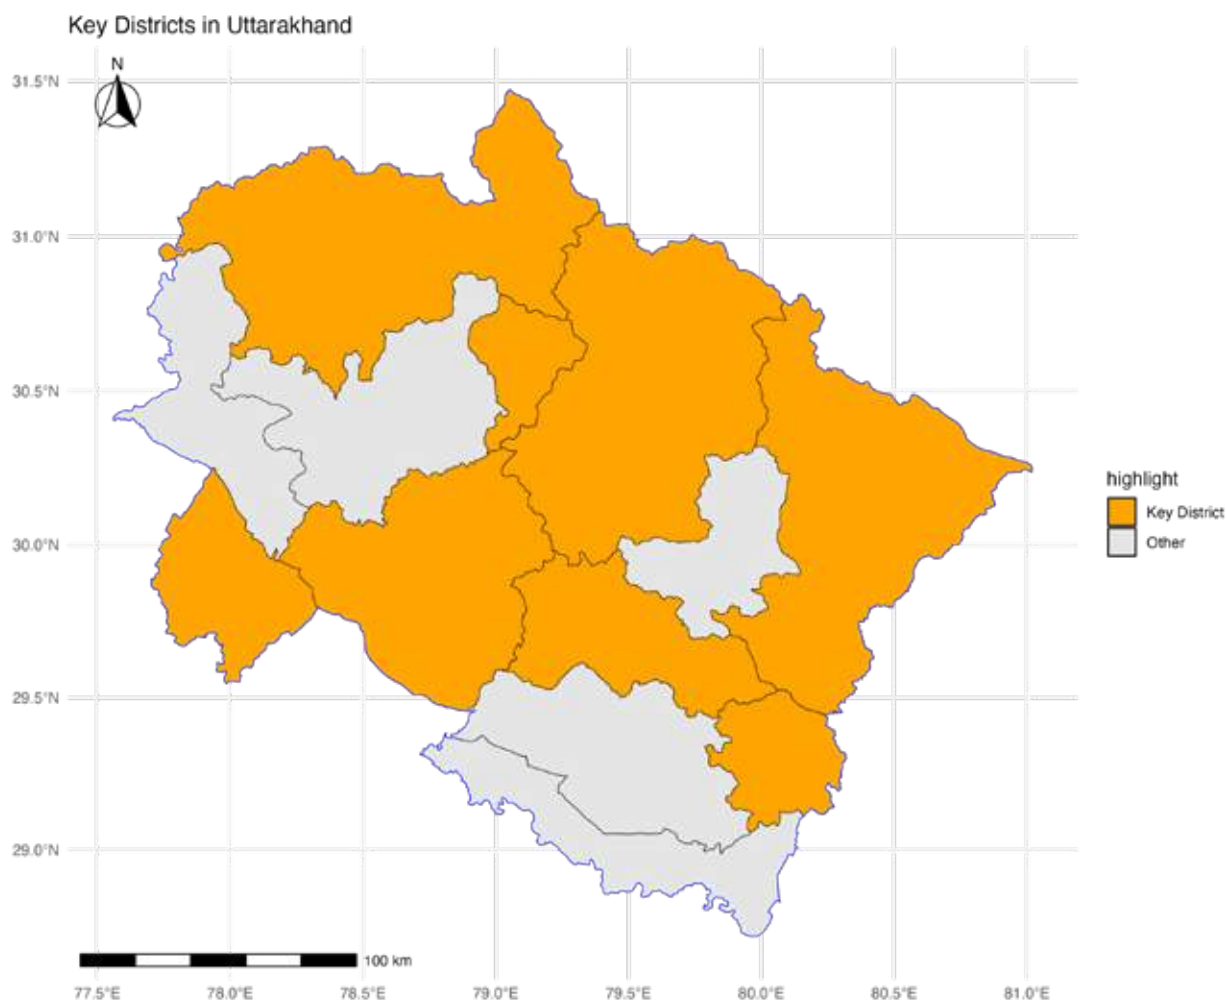 Key Districts in Uttarakhand
N
31.5°N
31.0°N
30.5°N
30.0°N
29.5°N
29.0°N
highlight
Key District
Other
100 km
77.5°E 78.0°E 78.5°E 79.0°E 79.5°E 80.0°E 80.5°E 81.0°E